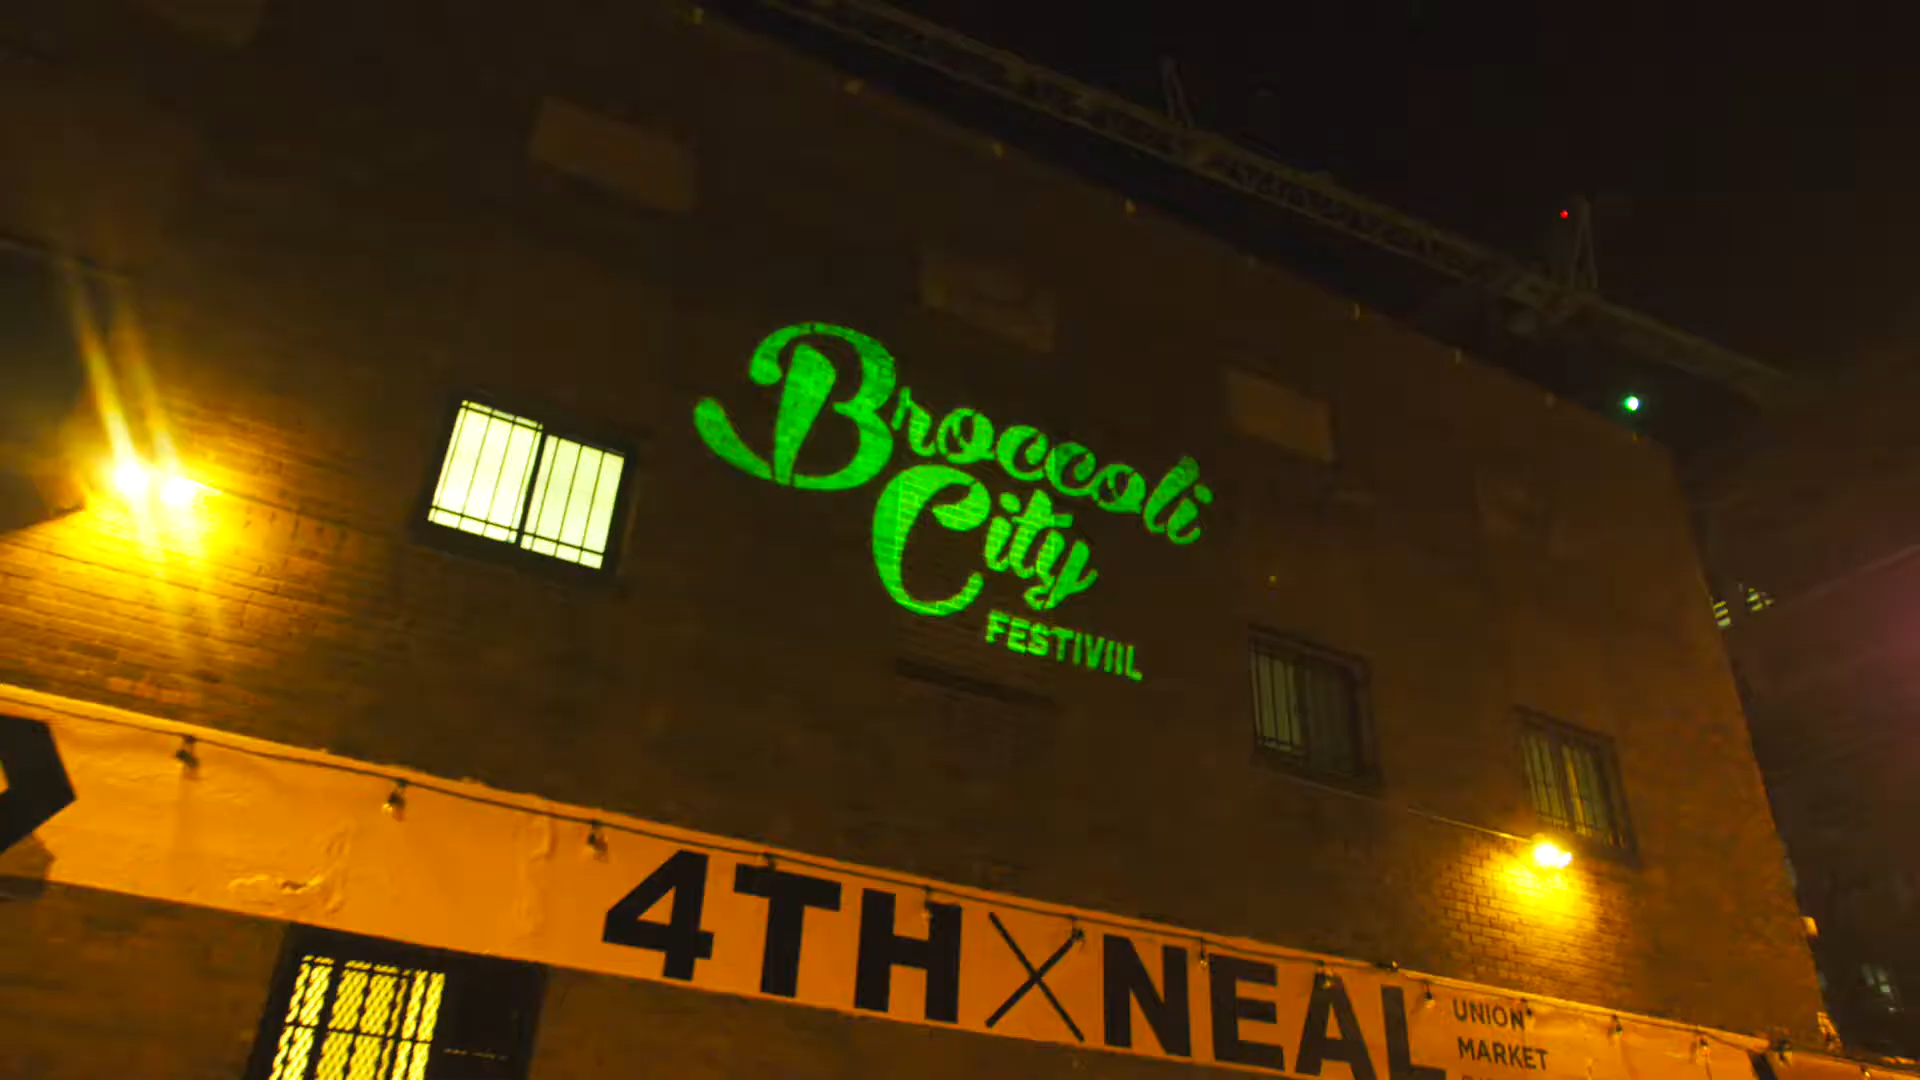 Broccoli
City
FESTIVAL
4TH X NEAL
UNION
MARKET